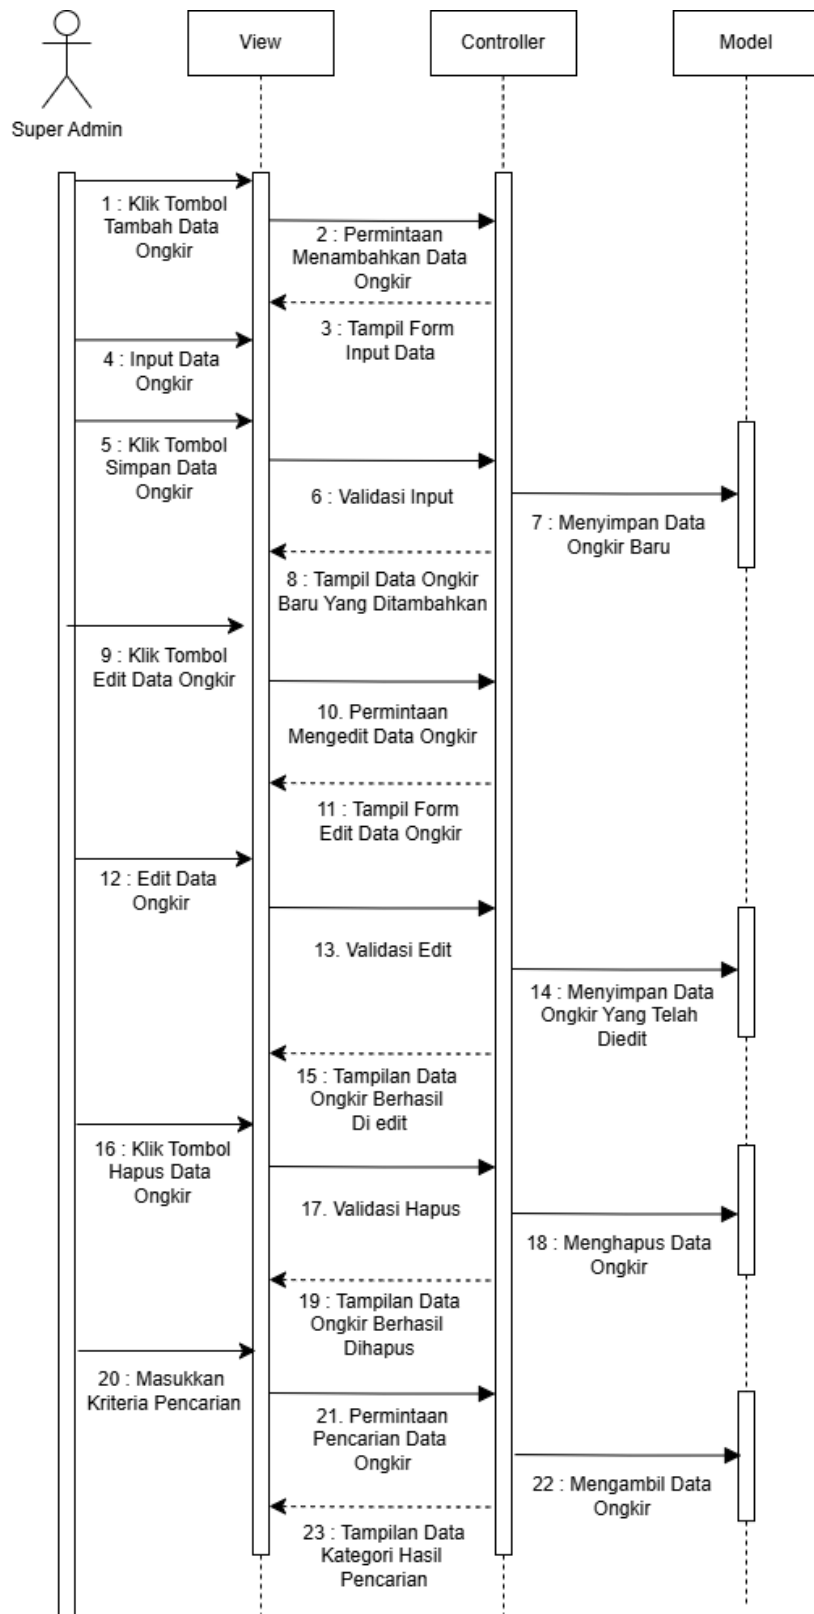 View
Controller
Model
Super Admin
1 : Klik Tombol
Tambah Data
Ongkir
2 : Permintaan
Menambahkan Data
Ongkir
3 : Tampil Form
Input Data
4 : Input Data
Ongkir
5 : Klik Tombol
Simpan Data
Ongkir
6 : Validasi Input
7 : Menyimpan Data
Ongkir Baru
8 : Tampil Data Ongkir
Baru Yang Ditambahkan
9 : Klik Tombol
Edit Data Ongkir
10. Permintaan
Mengedit Data Ongkir
11 : Tampil Form
Edit Data Ongkir
12 : Edit Data
Ongkir
13. Validasi Edit
14 : Menyimpan Data
Ongkir Yang Telah
Diedit
15 : Tampilan Data
Ongkir Berhasil
Di edit
16 : Klik Tombol
Hapus Data
Ongkir
17. Validasi Hapus
18 : Menghapus Data
Ongkir
19 : Tampilan Data
Ongkir Berhasil
Dihapus
20 : Masukkan
Kriteria Pencarian
21. Permintaan
Pencarian Data
Ongkir
22 : Mengambil Data
Ongkir
23 : Tampilan Data
Kategori Hasil
Pencarian